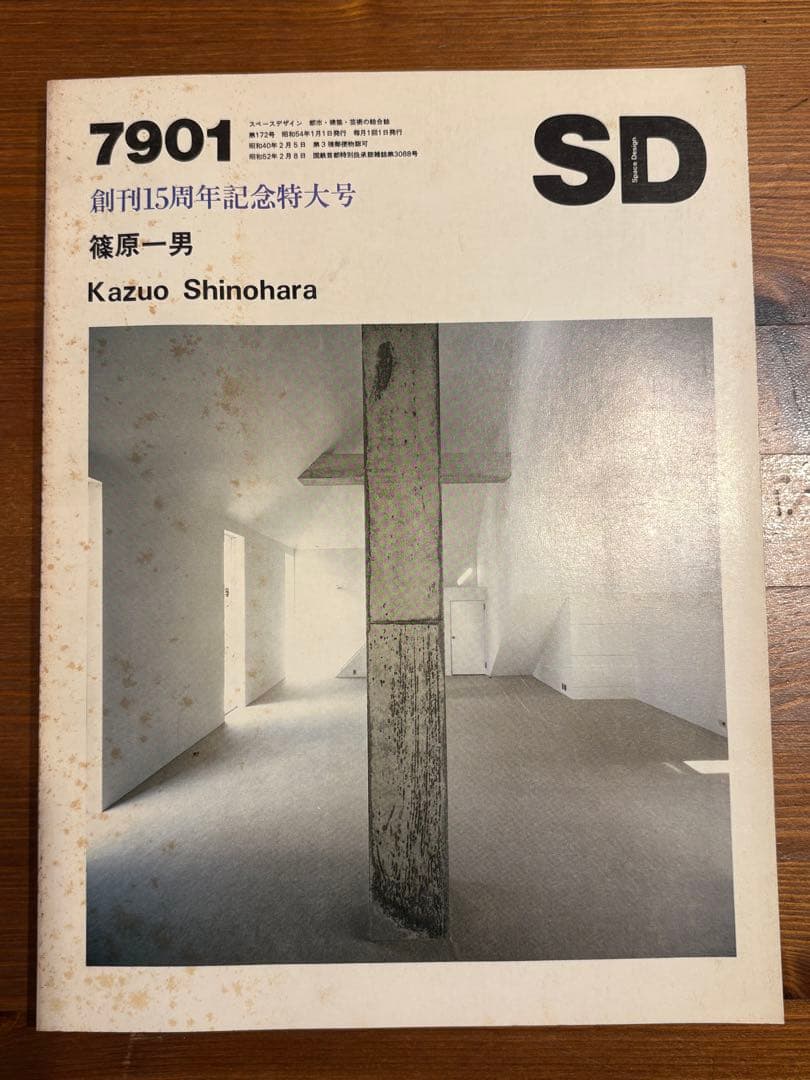 7901
スペースデザイン 都市・建築・芸術の総合誌
第172号 昭和54年1月1日発行 毎月1回1日発行
昭和40年2月5日 第3種郵便物認可
昭和52年2月8日 国鉄首都特別扱承認雑誌第3088号
SD
Space Design
創刊15周年記念特大号
篠原一男
Kazuo Shinohara